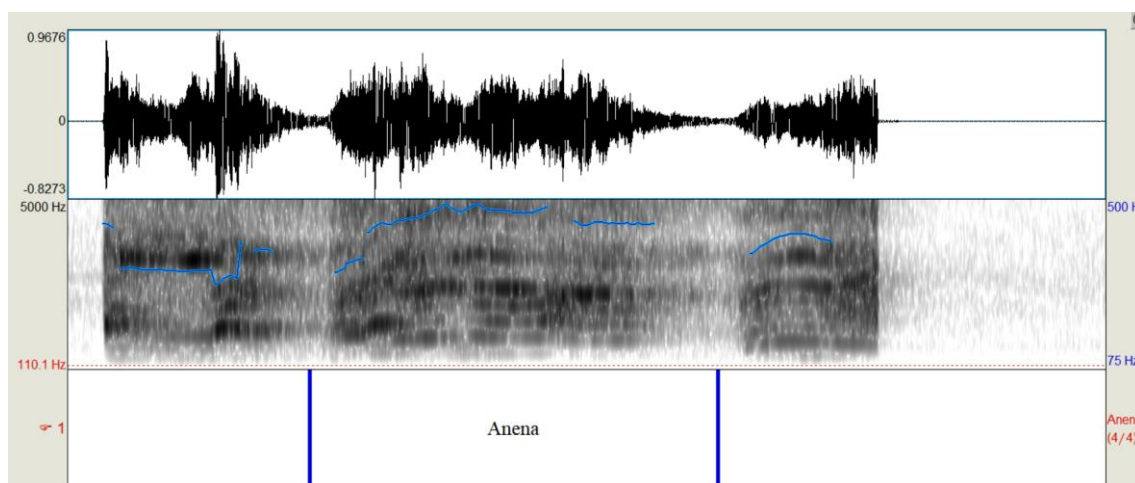 0.9676
0
-0.8273
5000 Hz
500 H
110.1 Hz
75 Hz
1
Anena
Anen
(4/4)